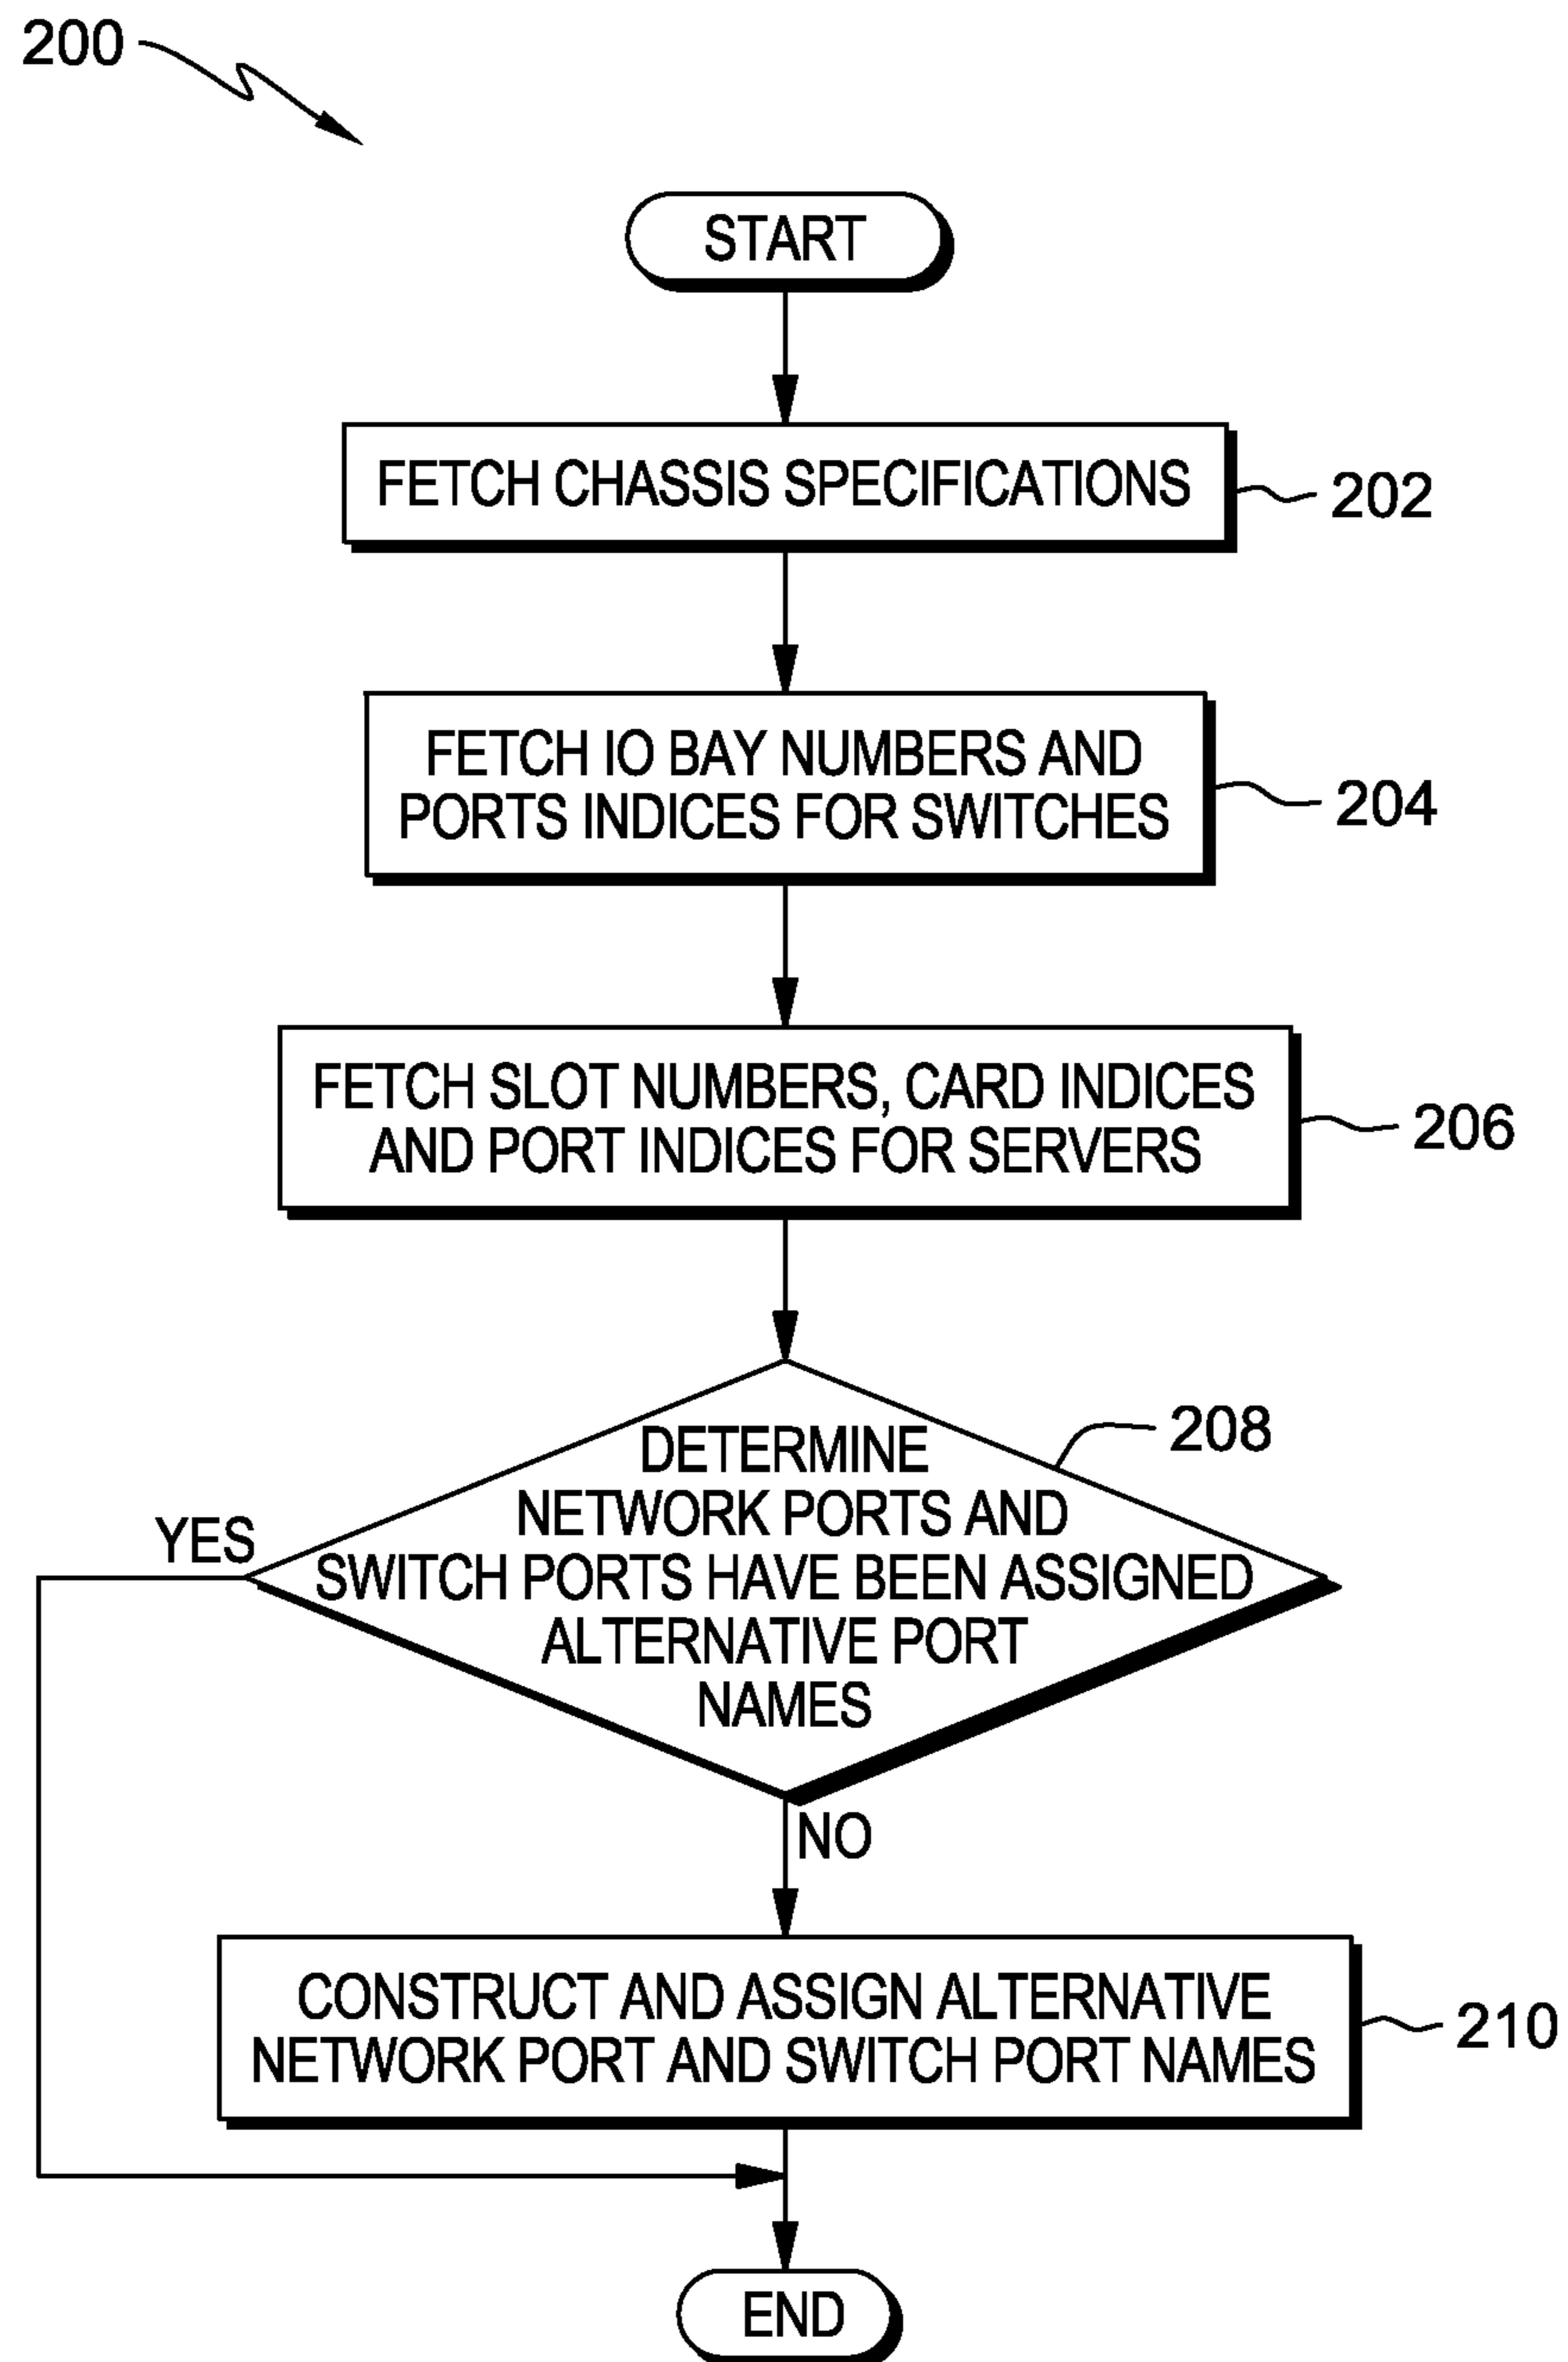 200
START
FETCH CHASSIS SPECIFICATIONS
202
FETCH IO BAY NUMBERS AND
PORTS INDICES FOR SWITCHES
204
FETCH SLOT NUMBERS, CARD INDICES
AND PORT INDICES FOR SERVERS
206
DETERMINE
NETWORK PORTS AND
SWITCH PORTS HAVE BEEN ASSIGNED
ALTERNATIVE PORT
NAMES
208
YES
NO
CONSTRUCT AND ASSIGN ALTERNATIVE
NETWORK PORT AND SWITCH PORT NAMES
210
END